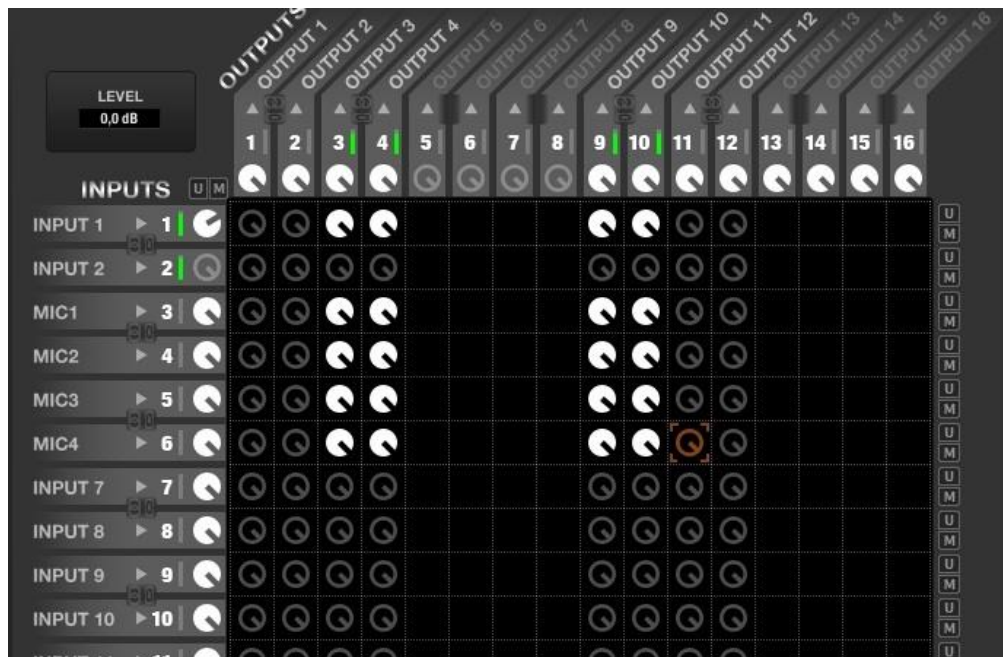 OUTPUTS
OUTPUT 1
OUTPUT 2
OUTPUT 3
OUTPUT 4
OUTPUT 5
OUTPUT 6
OUTPUT 7
OUTPUT 8
OUTPUT 9
OUTPUT 10
OUTPUT 11
OUTPUT 12
OUTPUT 13
OUTPUT 14
OUTPUT 15
OUTPUT 16
LEVEL
0,0 dB
1 2 3 4 5 6 7 8 9 10 11 12 13 14 15 16
INPUTS U M
INPUT 1 1 U M
INPUT 2 2 U M
MIC1 3 U M
MIC2 4 U M
MIC3 5 U M
MIC4 6 U M
INPUT 7 7 U M
INPUT 8 8 U M
INPUT 9 9 U M
INPUT 10 10 U M
U